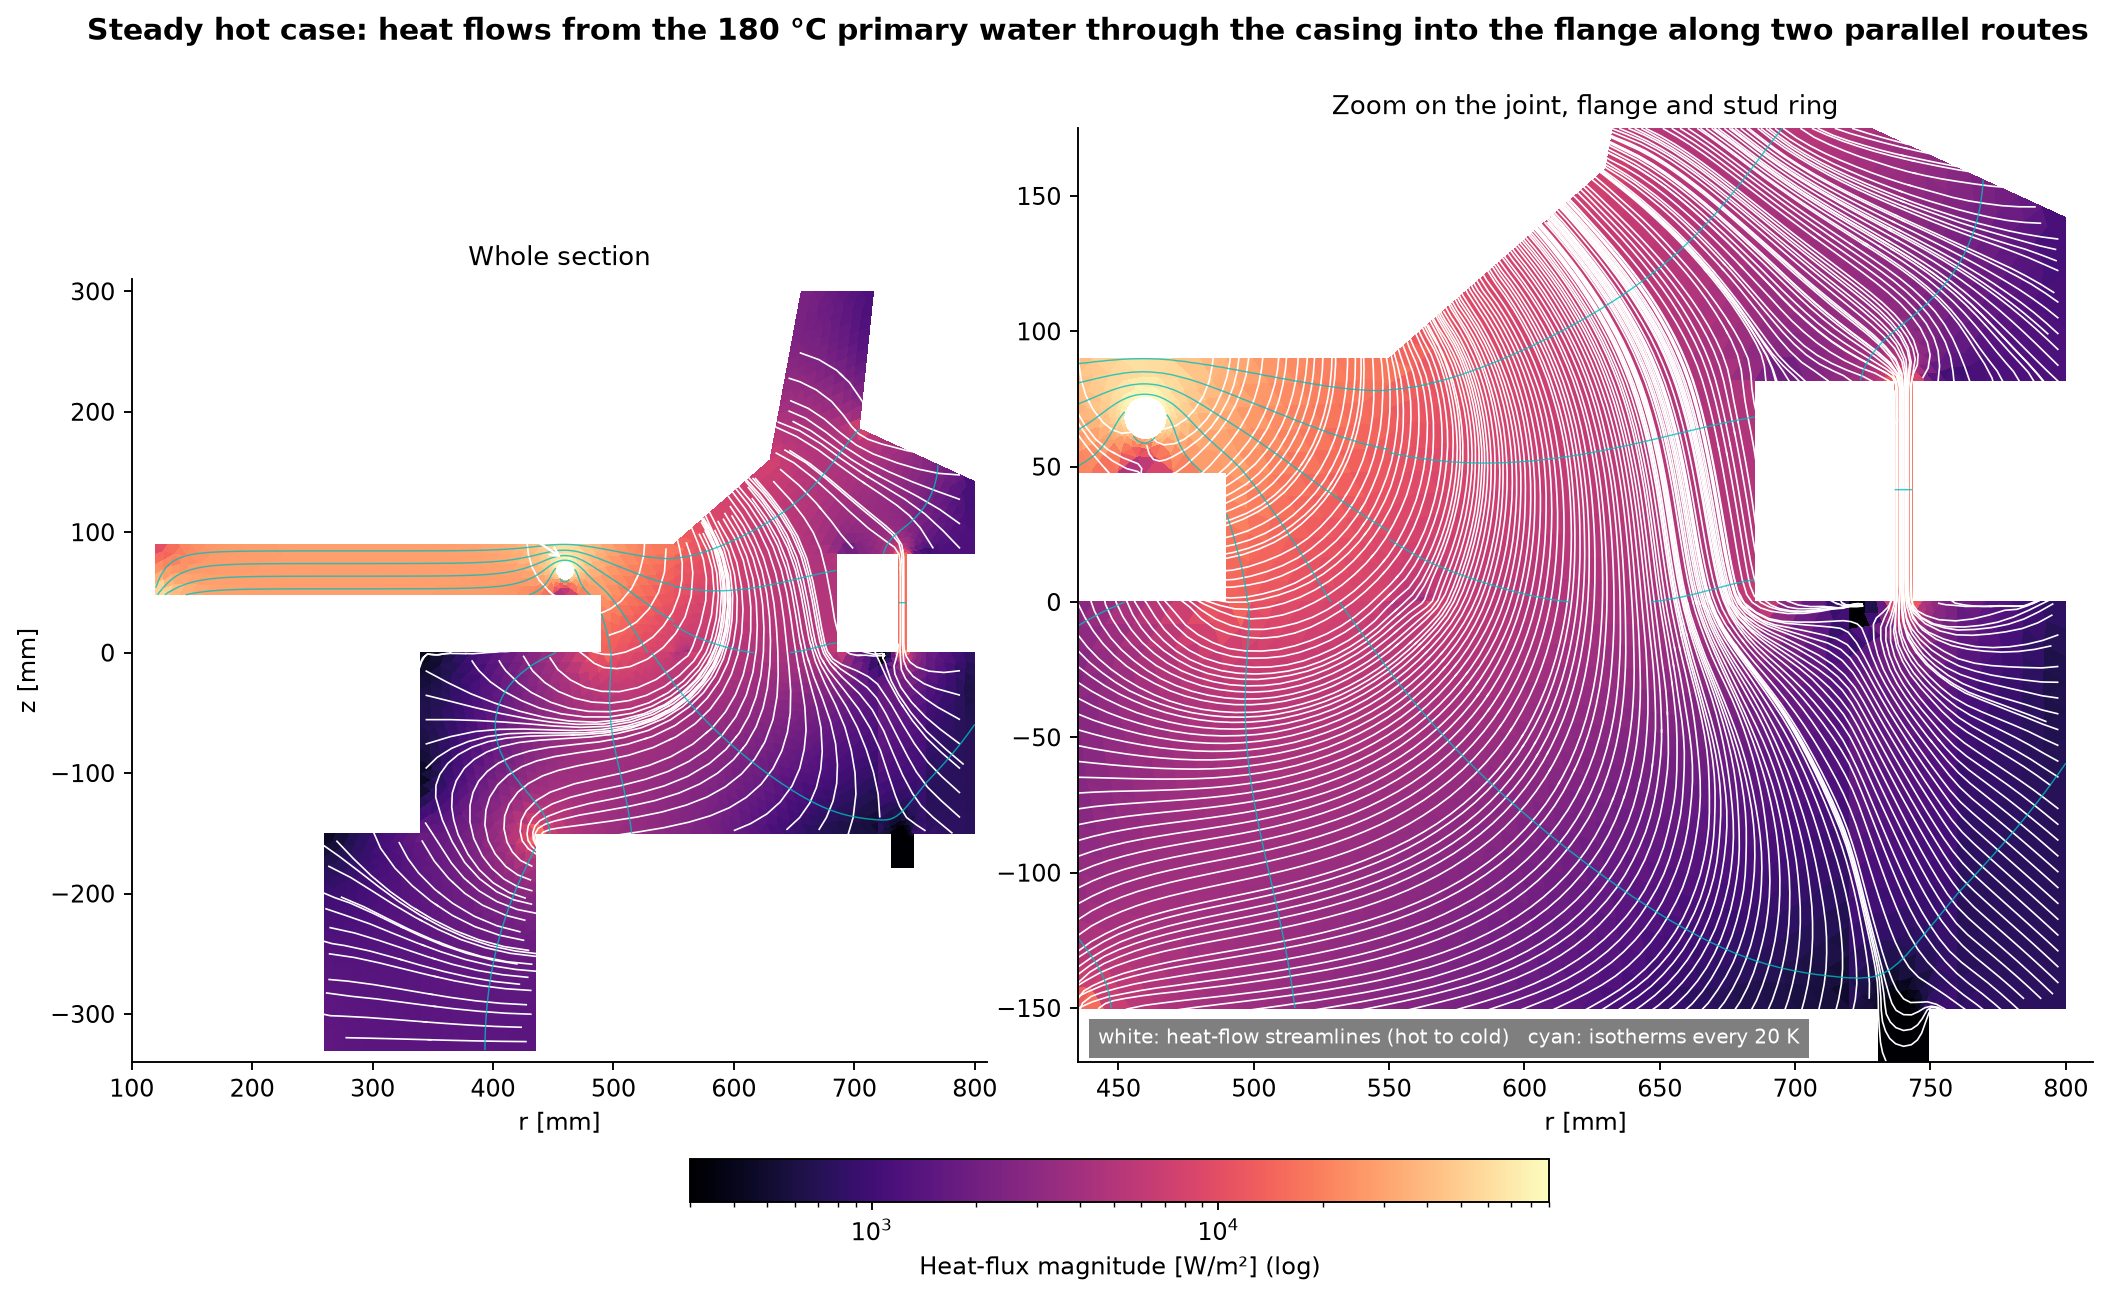 Steady hot case: heat flows from the 180 °C primary water through the casing into the flange along two parallel routes
Whole section
300
200
100
0
−100
−200
−300
z [mm]
100 200 300 400 500 600 700 800
r [mm]
Zoom on the joint, flange and stud ring
150
100
50
0
−50
−100
−150
white: heat-flow streamlines (hot to cold)   cyan: isotherms every 20 K
450 500 550 600 650 700 750 800
r [mm]
10³ 10⁴
Heat-flux magnitude [W/m²] (log)